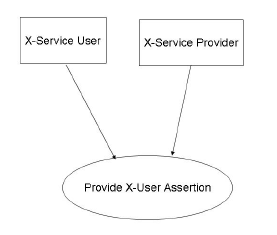 X-Service User
X-Service Provider
Provide X-User Assertion